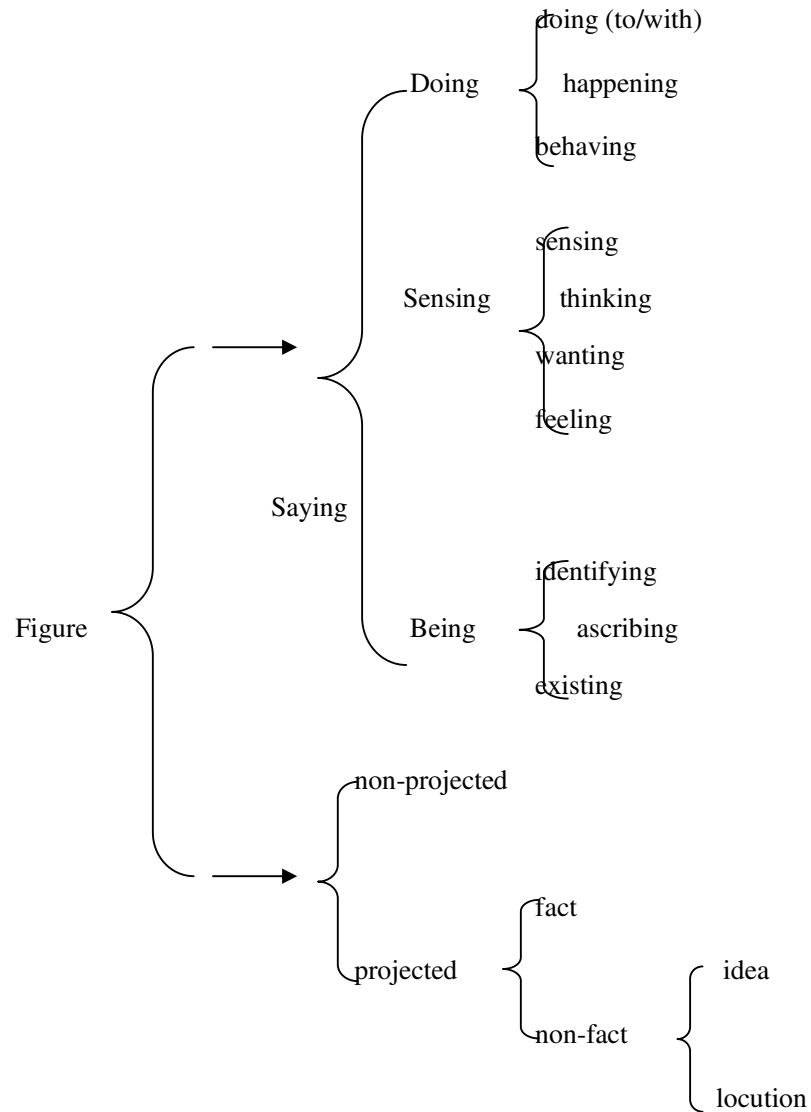 doing (to/with)
Doing
happening
behaving
sensing
Sensing
thinking
wanting
feeling
Saying
identifying
Figure
Being
ascribing
existing
non-projected
fact
projected
idea
non-fact
locution